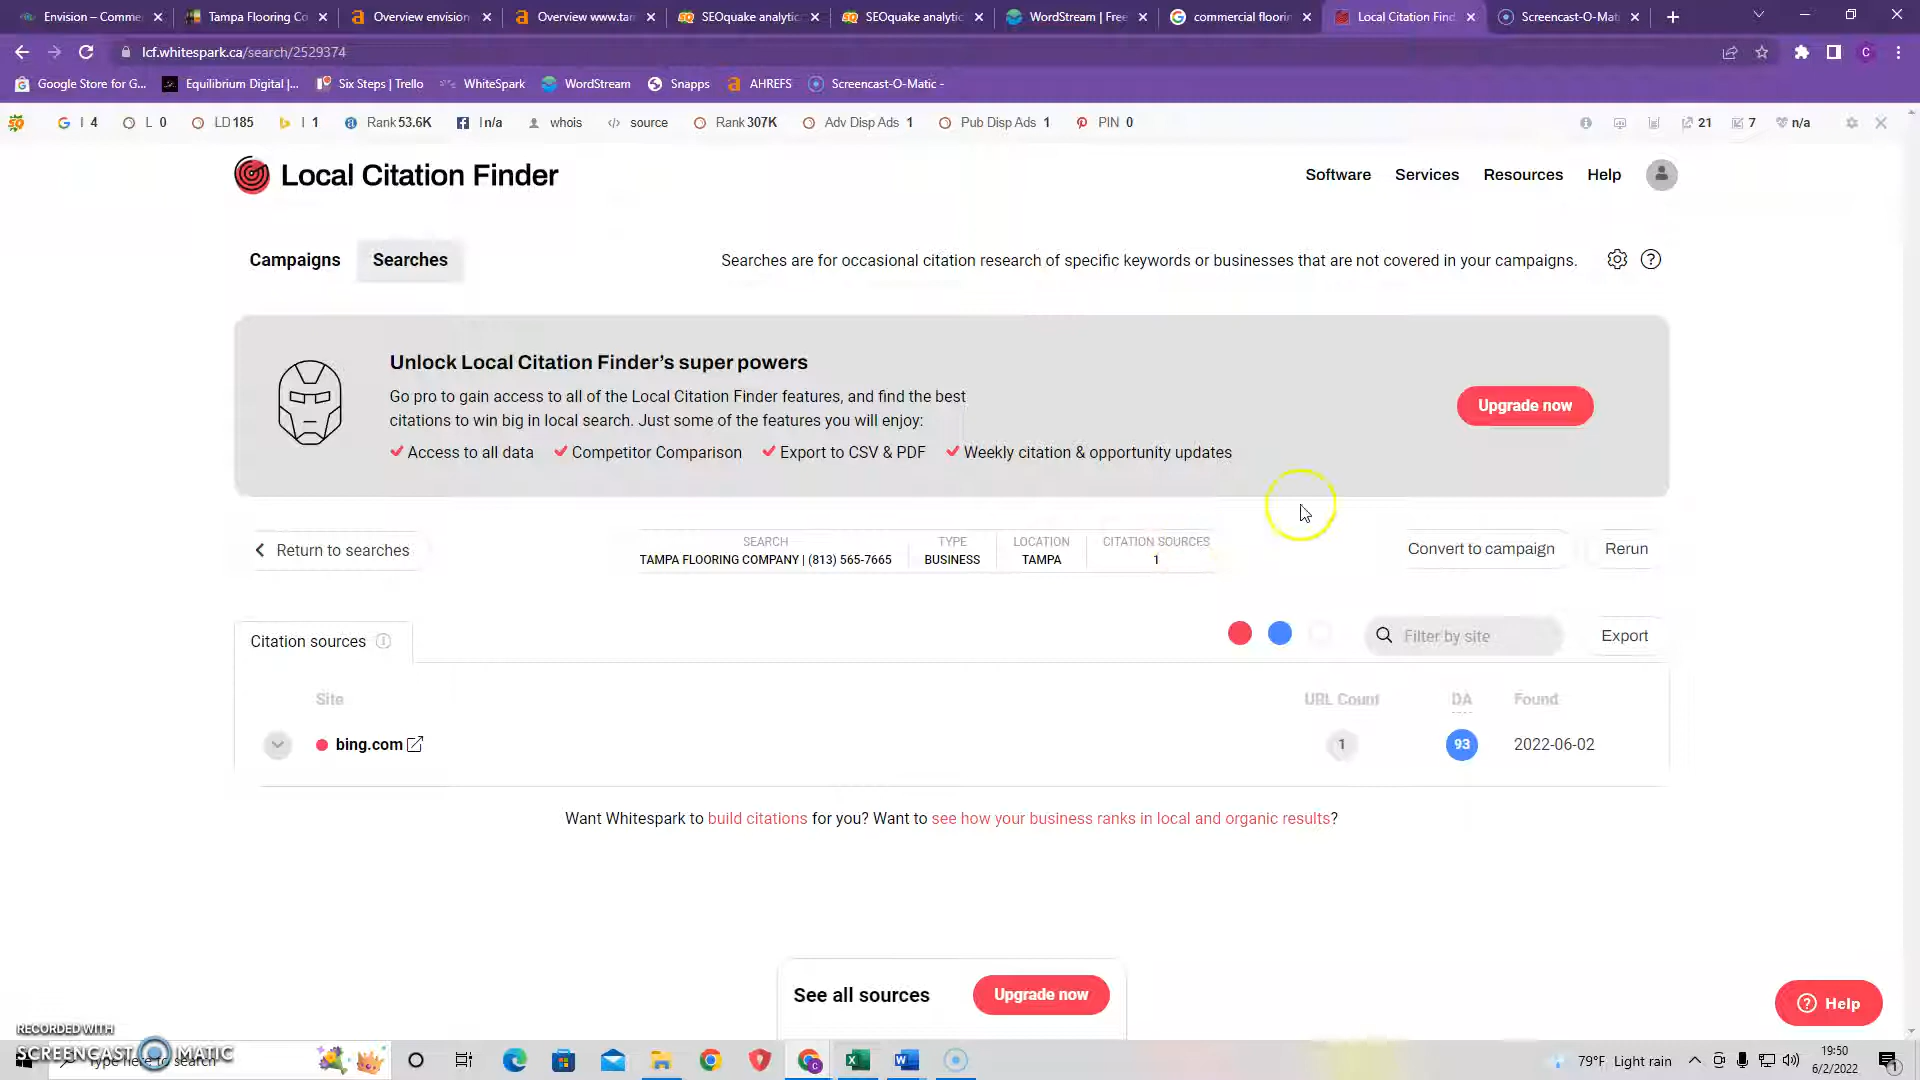 Envision – Comme
Tampa Flooring Co
Overview envision
Overview www.tam
SEOquake analytic
SEOquake analytic
WordStream | Free
commercial floorin
Local Citation Find
Screencast-O-Mati
lcf.whitespark.ca/search/2529374
Google Store for G...
Equilibrium Digital |...
Six Steps | Trello
WhiteSpark
WordStream
Snapps
AHREFS
Screencast-O-Matic -
I 4
L 0
LD 185
I 1
Rank 53.6K
I n/a
whois
source
Rank 307K
Adv Disp Ads 1
Pub Disp Ads 1
PIN 0
21
7
n/a
Local Citation Finder
Software
Services
Resources
Help
Campaigns
Searches
Searches are for occasional citation research of specific keywords or businesses that are not covered in your campaigns.
Unlock Local Citation Finder's super powers
Go pro to gain access to all of the Local Citation Finder features, and find the best
citations to win big in local search. Just some of the features you will enjoy:
Access to all data
Competitor Comparison
Export to CSV & PDF
Weekly citation & opportunity updates
Upgrade now
Return to searches
SEARCH
TAMPA FLOORING COMPANY | (813) 565-7665
TYPE
BUSINESS
LOCATION
TAMPA
CITATION SOURCES
1
Convert to campaign
Rerun
Citation sources
Filter by site
Export
Site
URL Count
DA
Found
bing.com
1
93
2022-06-02
Want Whitespark to build citations for you? Want to see how your business ranks in local and organic results?
See all sources
Upgrade now
Help
RECORDED WITH
SCREENCAST O MATIC
Type here to search
79°F Light rain
19:50
6/2/2022